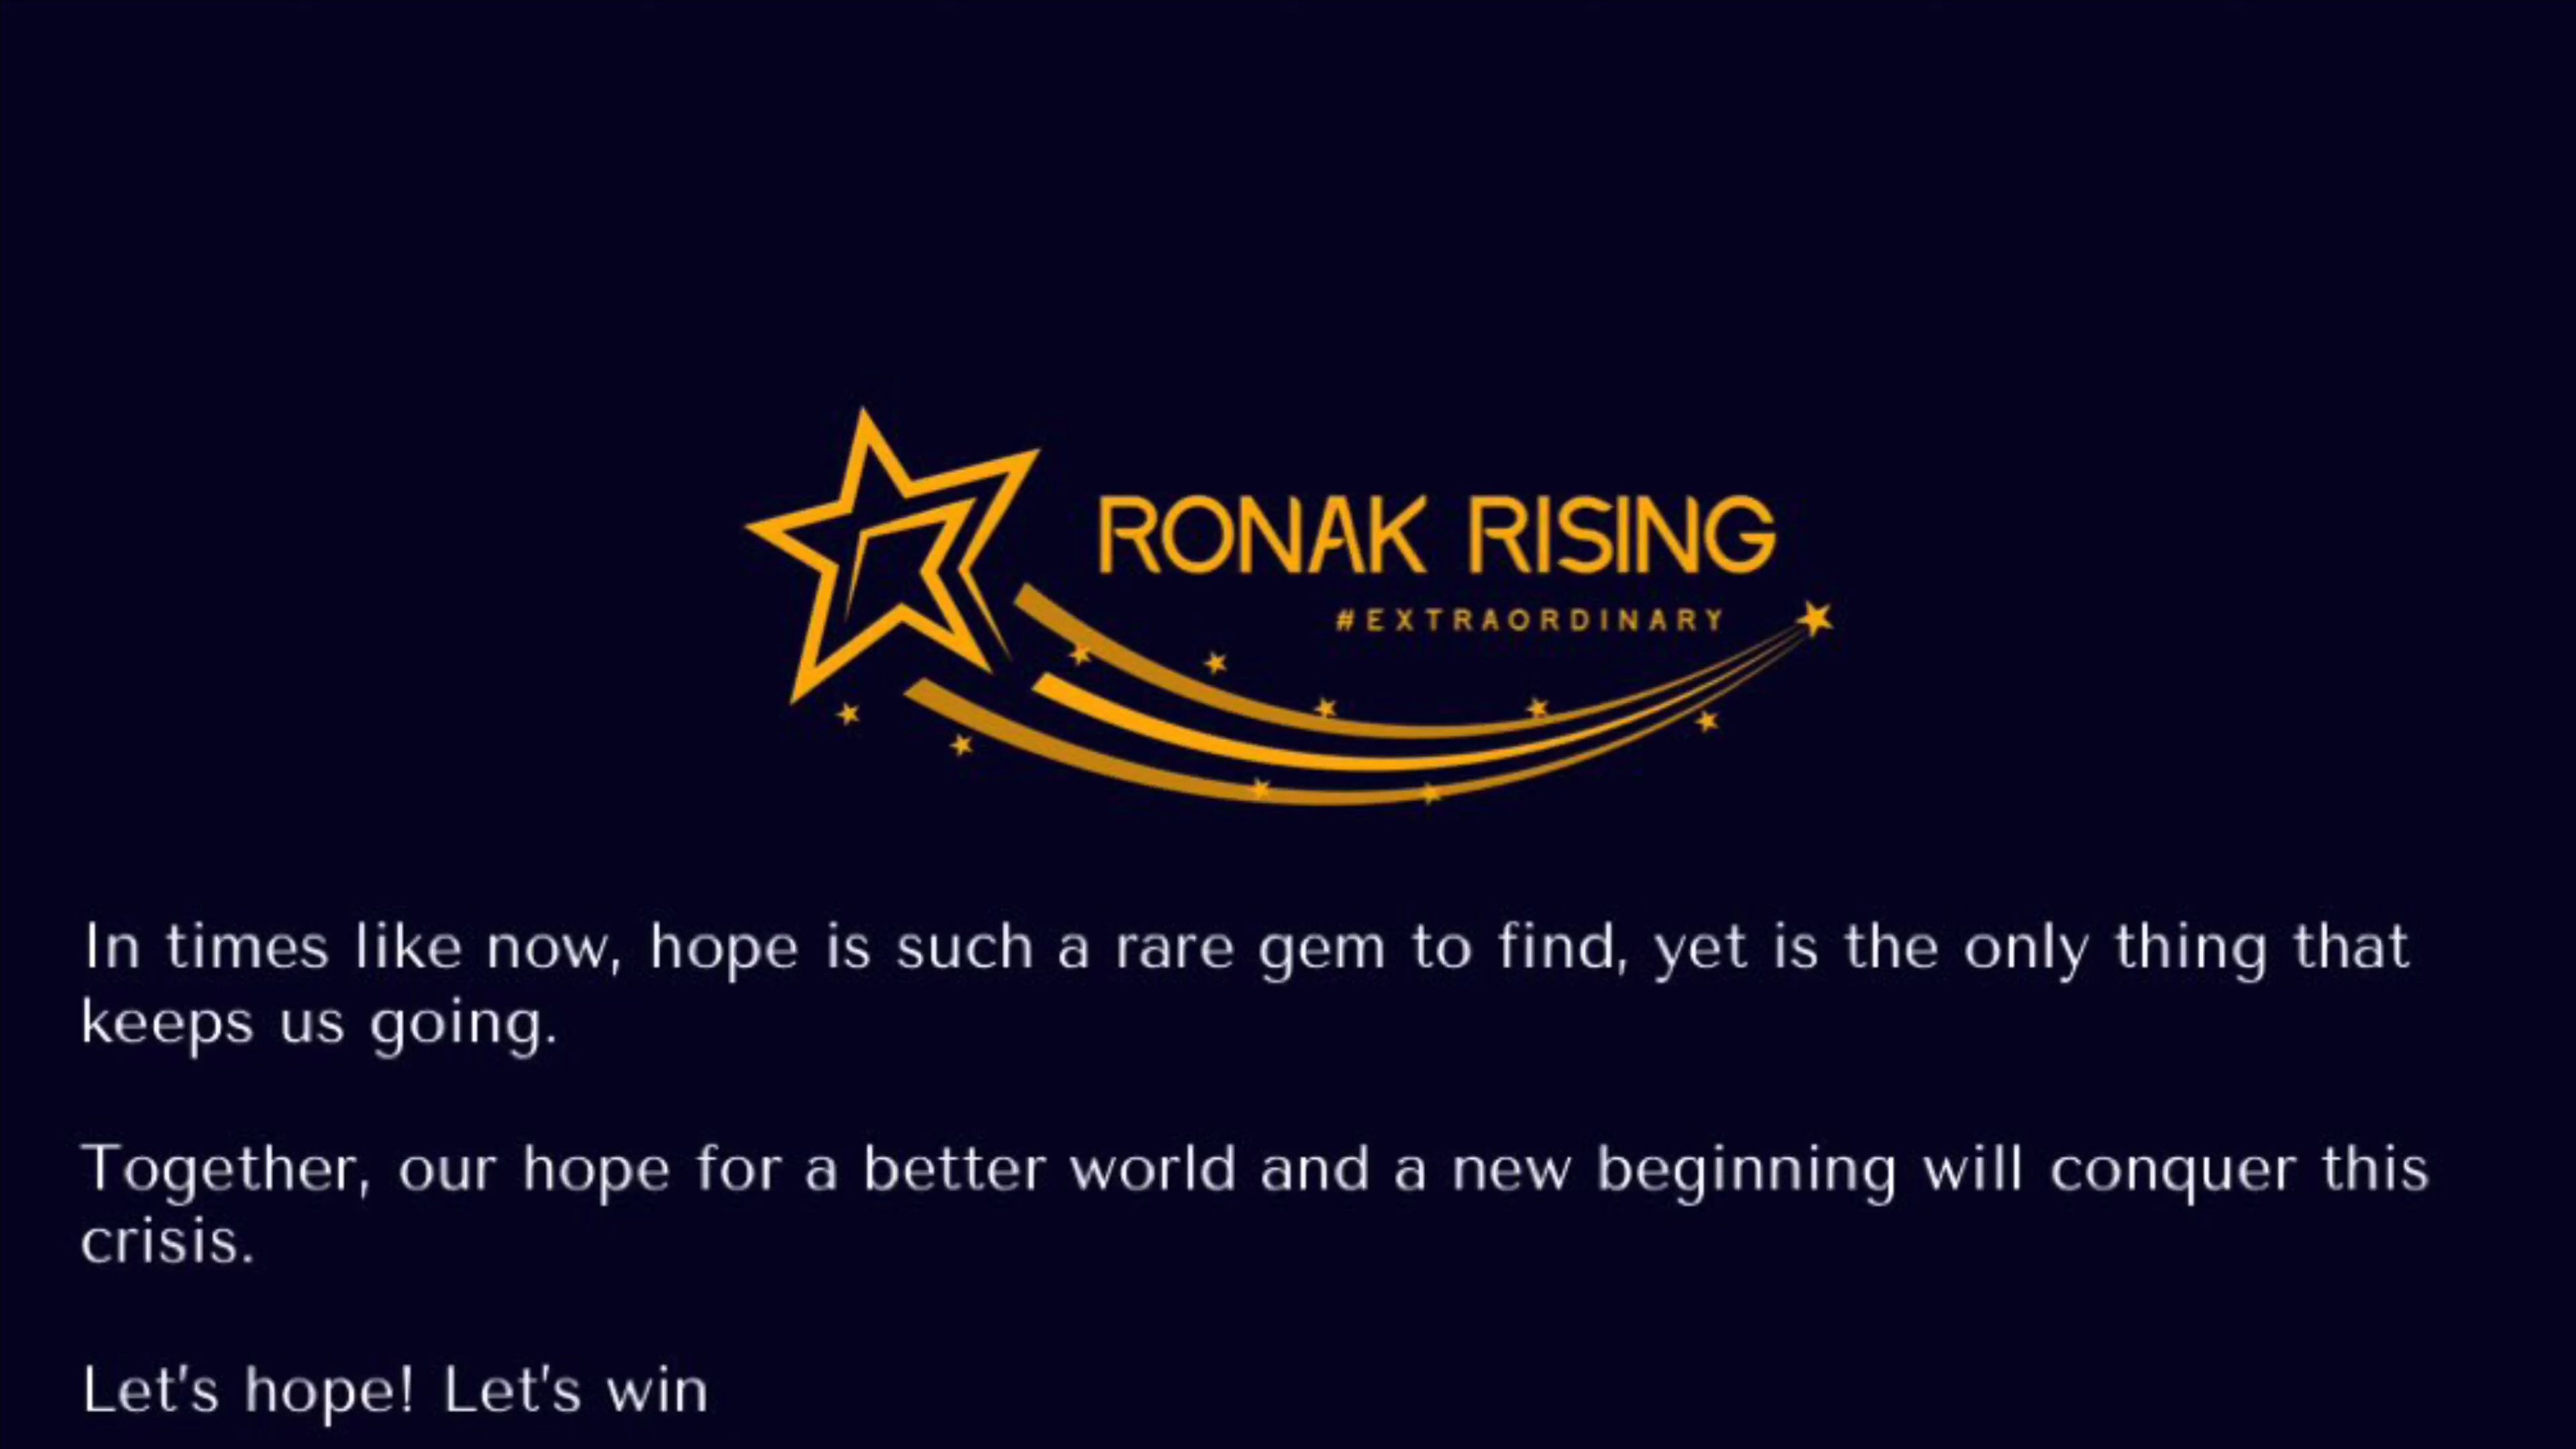 RONAK RISING
#EXTRAORDINARY
In times like now, hope is such a rare gem to find, yet is the only thing that
keeps us going.
Together, our hope for a better world and a new beginning will conquer this
crisis.
Let's hope! Let's win